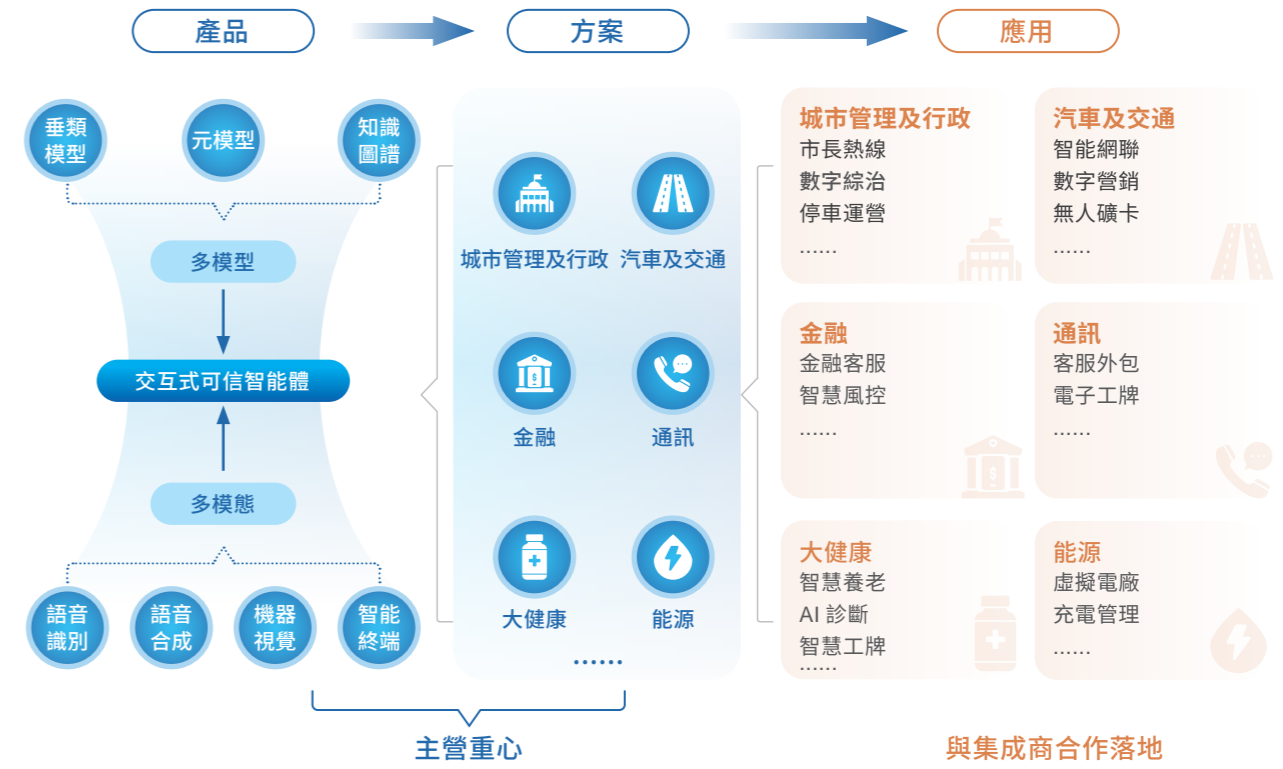 產品
方案
應用
垂類
模型
元模型
知識
圖譜
多模型
交互式可信智能體
多模態
語音
識別
語音
合成
機器
視覺
智能
終端
城市管理及行政
汽車及交通
金融
通訊
大健康
能源
......
城市管理及行政
市長熱線
數字綜治
停車運營
......
汽車及交通
智能網聯
數字營銷
無人礦卡
......
金融
金融客服
智慧風控
......
通訊
客服外包
電子工牌
......
大健康
智慧養老
AI 診斷
智慧工牌
......
能源
虛擬電廠
充電管理
......
主營重心
與集成商合作落地